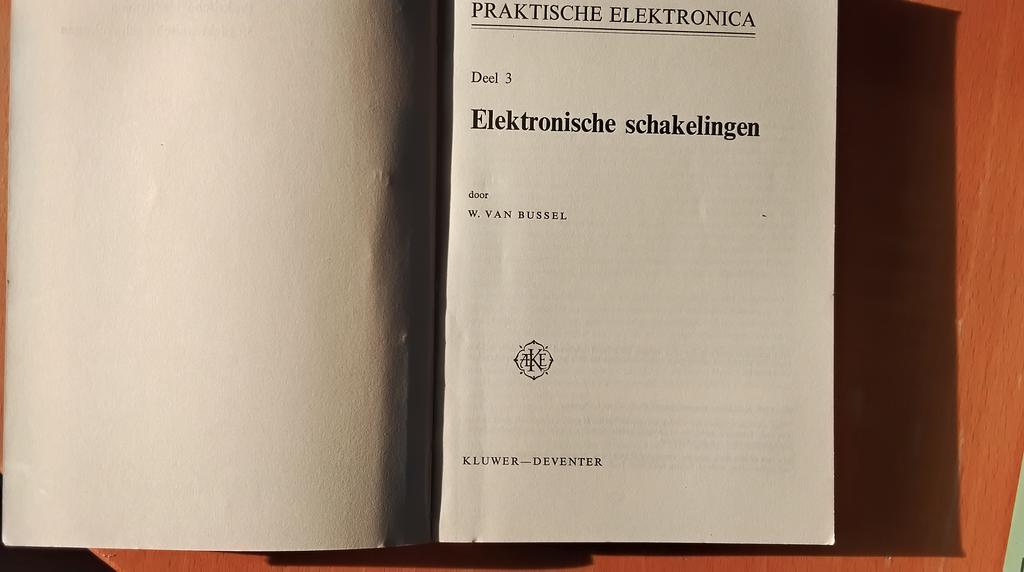 PRAKTISCHE ELEKTRONICA
Deel 3
Elektronische schakelingen
door
W. VAN BUSSEL
KLUWER—DEVENTER